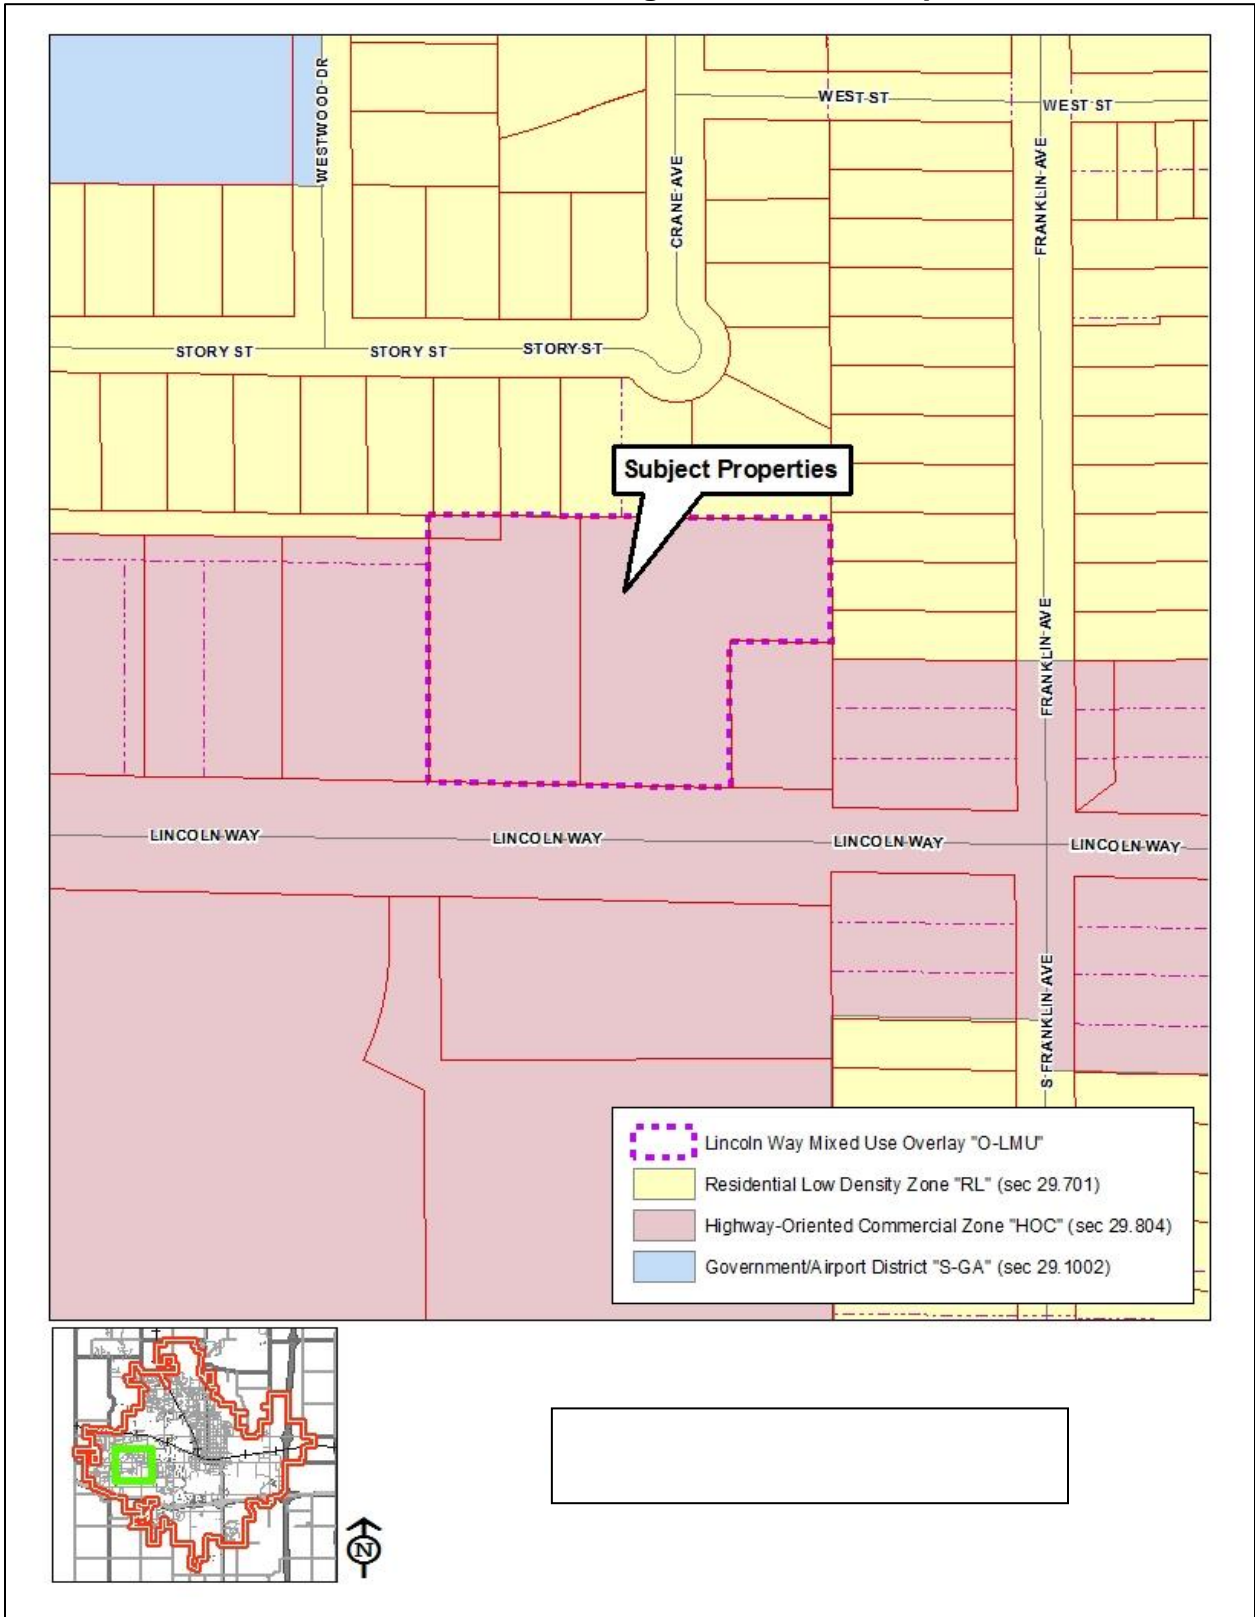 WESTWOOD DR
WEST ST
WEST ST
CRANE AVE
FRANKLIN AVE
STORY ST
STORY ST
STORY ST
Subject Properties
FRANKLIN AVE
LINCOLN WAY
LINCOLN WAY
LINCOLN WAY
LINCOLN WAY
S FRANKLIN AVE
Lincoln Way Mixed Use Overlay "O-LMU"
Residential Low Density Zone "RL" (sec 29.701)
Highway-Oriented Commercial Zone "HOC" (sec 29.804)
Government/Airport District "S-GA" (sec 29.1002)
N